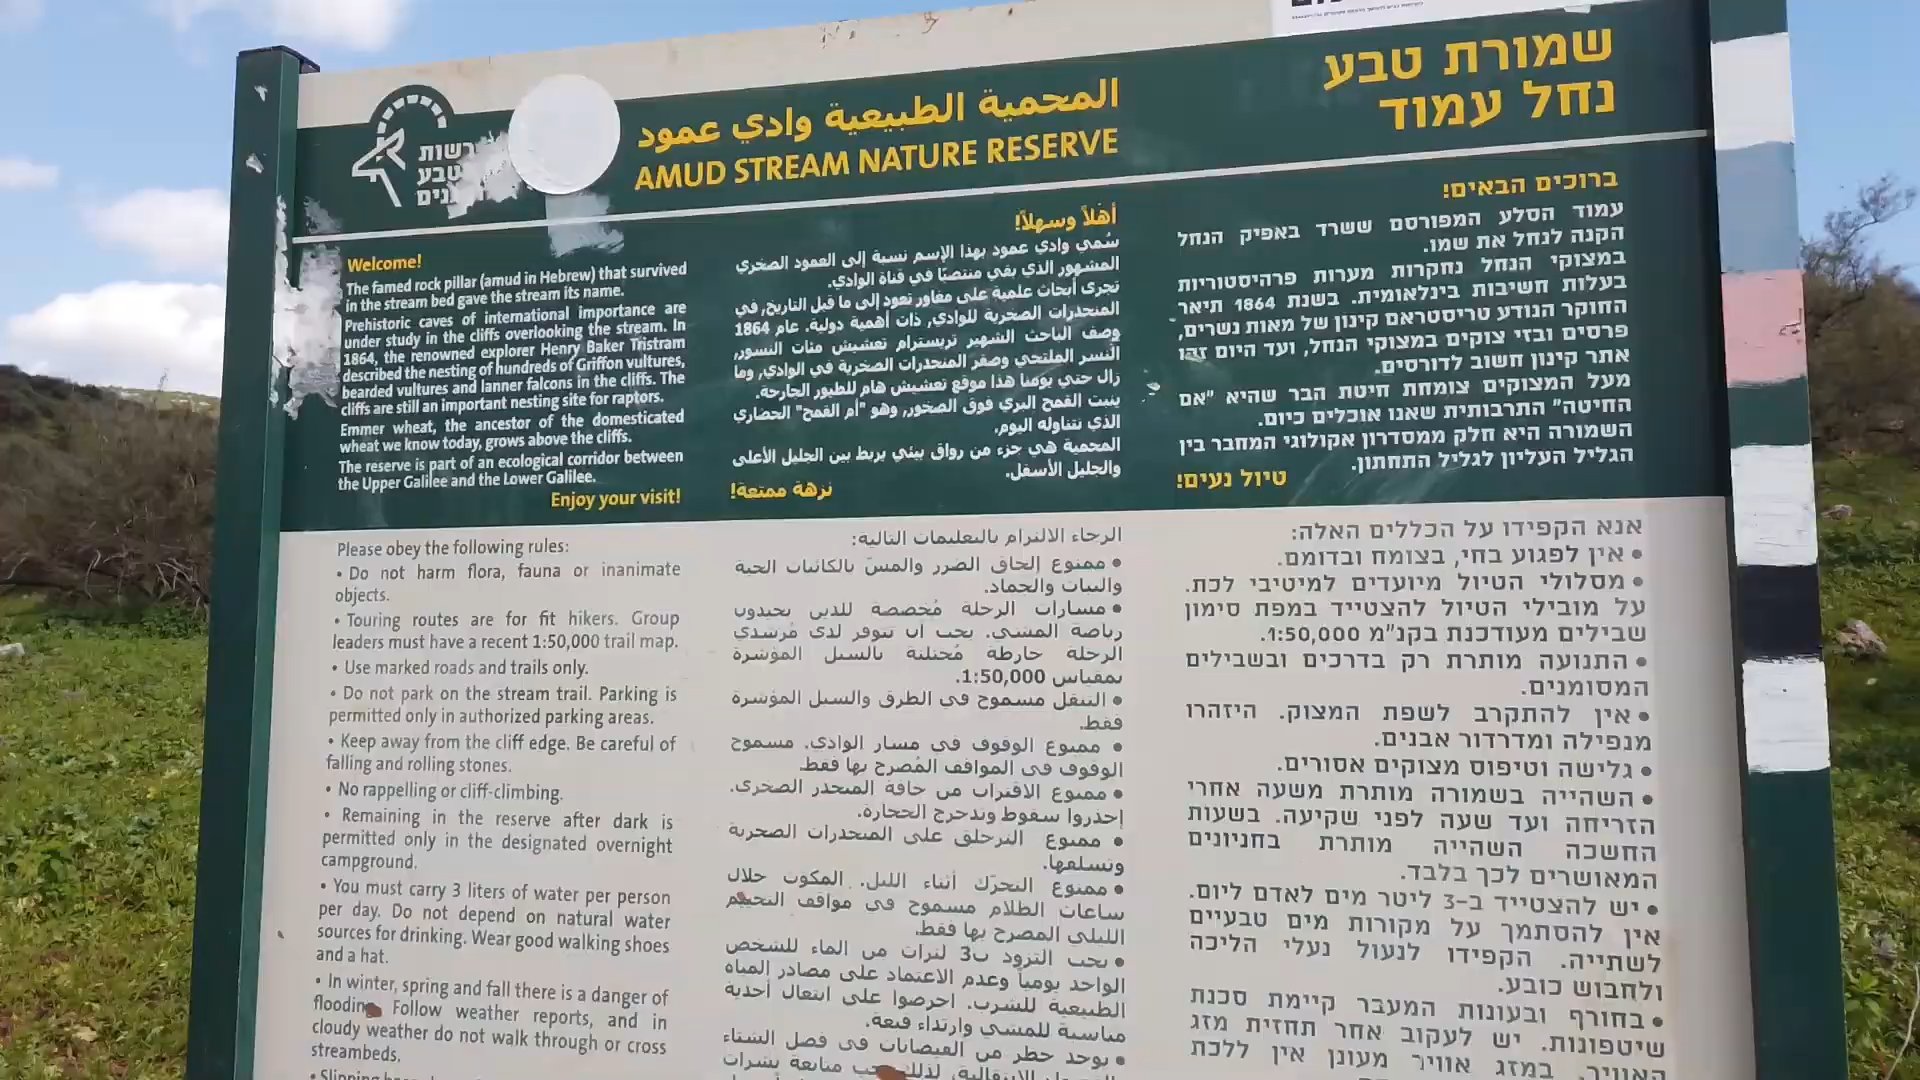 שמורת טבע
נחל עמוד
المحمية الطبيعية وادي عمود
AMUD STREAM NATURE RESERVE
רשות
טבע
Welcome!
The famed rock pillar (amud in Hebrew) that survived
in the stream bed gave the stream its name.
Prehistoric caves of international importance are
under study in the cliffs overlooking the stream. In
1864, the renowned explorer Henry Baker Tristram
described the nesting of hundreds of Griffon vultures,
bearded vultures and lanner falcons in the cliffs. The
cliffs are still an important nesting site for raptors.
Emmer wheat, the ancestor of the domesticated
wheat we know today, grows above the cliffs.
The reserve is part of an ecological corridor between
the Upper Galilee and the Lower Galilee.
Enjoy your visit!
أهلاً وسهلاً!
سُمي وادي عمود بهذا الإسم نسبة إلى العمود الصخري
المشهور الذي بقي منتصبًا في قناة الوادي.
تجرى أبحاث علمية على مغاور تعود إلى ما قبل التاريخ, في
المنحدرات الصخرية للوادي, ذات أهمية دولية. عام 1864
وصف الباحث الشهير تريسترام تعشيش مئات النسور,
النسر الملتحي وصقر المنحدرات الصخرية في الوادي, وما
زال حتي يومنا هذا موقع تعشيش هام للطيور الجارحة.
ينبت القمح البري فوق الصخور, وهو "أم القمح" الحضاري
الذي نتناوله اليوم.
المحمية هي جزء من رواق بيئي يربط بين الجليل الأعلى
والجليل الأسفل.
نزهة ممتعة!
ברוכים הבאים!
עמוד הסלע המפורסם ששרד באפיק הנחל
הקנה לנחל את שמו.
במצוקי הנחל נחקרות מערות פרהיסטוריות
בעלות חשיבות בינלאומית. בשנת 1864 תיאר
החוקר הנודע טריסטראם קינון של מאות נשרים,
פרסים ובזי צוקים במצוקי הנחל, ועד היום זהו
אתר קינון חשוב לדורסים.
מעל המצוקים צומחת חיטת הבר שהיא "אם
החיטה" התרבותית שאנו אוכלים כיום.
השמורה היא חלק ממסדרון אקולוגי המחבר בין
הגליל העליון לגליל התחתון.
טיול נעים!
Please obey the following rules:
• Do not harm flora, fauna or inanimate
objects.
• Touring routes are for fit hikers. Group
leaders must have a recent 1:50,000 trail map.
• Use marked roads and trails only.
• Do not park on the stream trail. Parking is
permitted only in authorized parking areas.
• Keep away from the cliff edge. Be careful of
falling and rolling stones.
• No rappelling or cliff-climbing.
• Remaining in the reserve after dark is
permitted only in the designated overnight
campground.
• You must carry 3 liters of water per person
per day. Do not depend on natural water
sources for drinking. Wear good walking shoes
and a hat.
• In winter, spring and fall there is a danger of
flooding. Follow weather reports, and in
cloudy weather do not walk through or cross
streambeds.
الرجاء الالتزام بالتعليمات التالية:
• ممنوع إلحاق الضرر والمسّ بالكائنات الحية
والنبات والجماد.
• مسارات الرحلة مُخصصة للذين يجيدون
رياضة المشي. يجب أن تتوفر لدى مُرشدي
الرحلة خارطة مُحتلنة بالسبل المؤشرة
بمقياس 1:50,000.
• التنقل مسموح في الطرق والسبل المؤشرة
فقط.
• ممنوع الوقوف في مسار الوادي. مسموح
الوقوف في المواقف المُصرح بها فقط.
• ممنوع الاقتراب من حافة المنحدر الصخري.
إحذروا سقوط وتدحرج الحجارة.
• ممنوع التزحلق على المنحدرات الصخرية
وتسلقها.
• ممنوع التحرّك أثناء الليل. المكوث خلال
ساعات الظلام مسموح في مواقف التخييم
الليلي المصرح بها فقط.
• يجب التزود ب3 لترات من الماء للشخص
الواحد يومياً وعدم الاعتماد على مصادر المياه
الطبيعية للشرب. احرصوا على انتعال أحذية
مناسبة للمشي وارتداء قبعة.
• يوجد خطر من الفيضانات في فصل الشتاء
متابعة نشرات
אנא הקפידו על הכללים האלה:
• אין לפגוע בחי, בצומח ובדומם.
• מסלולי הטיול מיועדים למיטיבי לכת.
על מובילי הטיול להצטייד במפת סימון
שבילים מעודכנת בקנ"מ 1:50,000.
• התנועה מותרת רק בדרכים ובשבילים
המסומנים.
• אין להתקרב לשפת המצוק. היזהרו
מנפילה ומדרדור אבנים.
• גלישה וטיפוס מצוקים אסורים.
• השהייה בשמורה מותרת משעה אחרי
הזריחה ועד שעה לפני שקיעה. בשעות
החשכה השהייה מותרת בחניונים
המאושרים לכך בלבד.
• יש להצטייד ב-3 ליטר מים לאדם ליום.
אין להסתמך על מקורות מים טבעיים
לשתייה. הקפידו לנעול נעלי הליכה
ולחבוש כובע.
• בחורף ובעונות המעבר קיימת סכנת
שיטפונות. יש לעקוב אחר תחזית מזג
האוויר. במזג אוויר מעונן אין ללכת